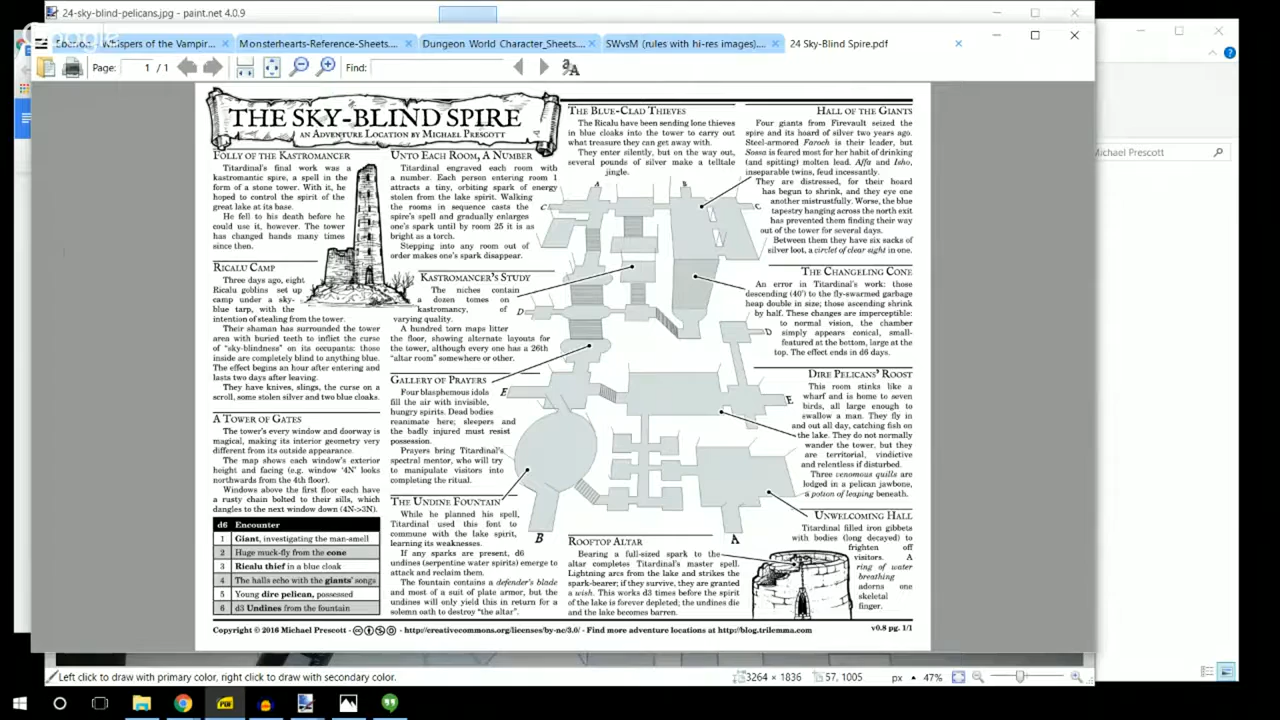 24-sky-blind-pelicans.jpg - paint.net 4.0.9
Google
Whispers of the Vampir...
Monsterhearts-Reference-Sheets....
Dungeon World Character_Sheets....
SWvsM (rules with hi-res images)....
24 Sky-Blind Spire.pdf
Page: 1 / 1
Find:
THE SKY-BLIND SPIRE
AN ADVENTURE LOCATION BY MICHAEL PRESCOTT
FOLLY OF THE KASTROMANCER
Titardinal's final work was a
kastromantic spire, a spell in the
form of a stone tower. With it, he
hoped to control the spirit of the
great lake at its base.
He fell to his death before he
could use it, however. The tower
has changed hands many times
since then.
RICALU CAMP
Three days ago, eight
Ricalu goblins set up
camp under a sky-
blue tarp, with the
intention of stealing from the tower.
Their shaman has surrounded the tower
area with buried teeth to inflict the curse
of "sky-blindness" on its occupants: those
inside are completely blind to anything blue.
The effect begins an hour after entering and
lasts two days after leaving.
They have knives, slings, the curse on a
scroll, some stolen silver and two blue cloaks.
A TOWER OF GATES
The tower's every window and doorway is
magical, making its interior geometry very
different from its outside appearance.
The map shows each window's exterior
height and facing (e.g. window '4N' looks
northwards from the 4th floor).
Windows above the first floor each have
a rusty chain bolted to their sills, which
dangles to the next window down (4N->3N).
d6 Encounter
1 Giant, investigating the man-smell
2 Huge muck-fly from the cone
3 Ricalu thief in a blue cloak
4 The halls echo with the giants' songs
5 Young dire pelican, possessed
6 d3 Undines from the fountain
UNTO EACH ROOM, A NUMBER
Titardinal engraved each room with
a number. Each person entering room 1
attracts a tiny, orbiting spark of energy
stolen from the lake spirit. Walking
the rooms in sequence casts the
spire's spell and gradually enlarges
one's spark until by room 25 it is as
bright as a torch.
Stepping into any room out of
order makes one's spark disappear.
KASTROMANCER'S STUDY
The niches contain
a dozen tomes on
kastromancy, of
varying quality.
A hundred torn maps litter
the floor, showing alternate layouts for
the tower, although every one has a 26th
"altar room" somewhere or other.
GALLERY OF PRAYERS
Four blasphemous idols
fill the air with invisible,
hungry spirits. Dead bodies
reanimate here; sleepers and
the badly injured must resist
possession.
Prayers bring Titardinal's
spectral mentor, who will try
to manipulate visitors into
completing the ritual.
THE UNDINE FOUNTAIN
While he planned his spell,
Titardinal used this font to
commune with the lake spirit,
learning its weaknesses.
If any sparks are present, d6
undines (serpentine water spirits) emerge to
attack and reclaim them.
The fountain contains a defender's blade
and most of a suit of plate armor, but the
undines will only yield this in return for a
solemn oath to destroy "the altar".
THE BLUE-CLAD THIEVES
The Ricalu have been sending lone thieves
in blue cloaks into the tower to carry out
what treasure they can get away with.
They enter silently, but on the way out,
several pounds of silver make a telltale
jingle.
A
B
C
C
D
D
E
E
B
A
ROOFTOP ALTAR
Bearing a full-sized spark to the
altar completes Titardinal's master spell.
Lightning arcs from the lake and strikes the
spark-bearer; if they survive, they are granted
a wish. This works d3 times before the spirit
of the lake is forever depleted; the undines die
and the lake becomes barren.
HALL OF THE GIANTS
Four giants from Firevault seized the
spire and its hoard of silver two years ago.
Steel-armored Faroch is their leader, but
Sossa is feared most for her habit of drinking
(and spitting) molten lead. Affa and Isho,
inseparable twins, feud incessantly.
They are distressed, for their hoard
has begun to shrink, and they eye one
another mistrustfully. Worse, the blue
tapestry hanging across the north exit
has prevented them finding their way
out of the tower for several days.
Between them they have six sacks of
silver loot, a circlet of clear sight in one.
THE CHANGELING CONE
An error in Titardinal's work: those
descending (40') to the fly-swarmed garbage
heap double in size; those ascending shrink
by half. These changes are imperceptible:
to normal vision, the chamber
simply appears conical, small-
featured at the bottom, large at the
top. The effect ends in d6 days.
DIRE PELICANS' ROOST
This room stinks like a
wharf and is home to seven
birds, all large enough to
swallow a man. They fly in
and out all day, catching fish on
the lake. They do not normally
wander the tower, but they
are territorial, vindictive
and relentless if disturbed.
Three venomous quills are
lodged in a pelican jawbone,
a potion of leaping beneath.
UNWELCOMING HALL
Titardinal filled iron gibbets
with bodies (long decayed) to
frighten off
visitors. A
ring of water
breathing
adorns one
skeletal
finger.
Copyright © 2016 Michael Prescott - - http://creativecommons.org/licenses/by-nc/3.0/ - Find more adventure locations at http://blog.trilemma.com
v0.8 pg. 1/1
Michael Prescott
Left click to draw with primary color, right click to draw with secondary color.
3264 × 1836
57, 1005
px
47%